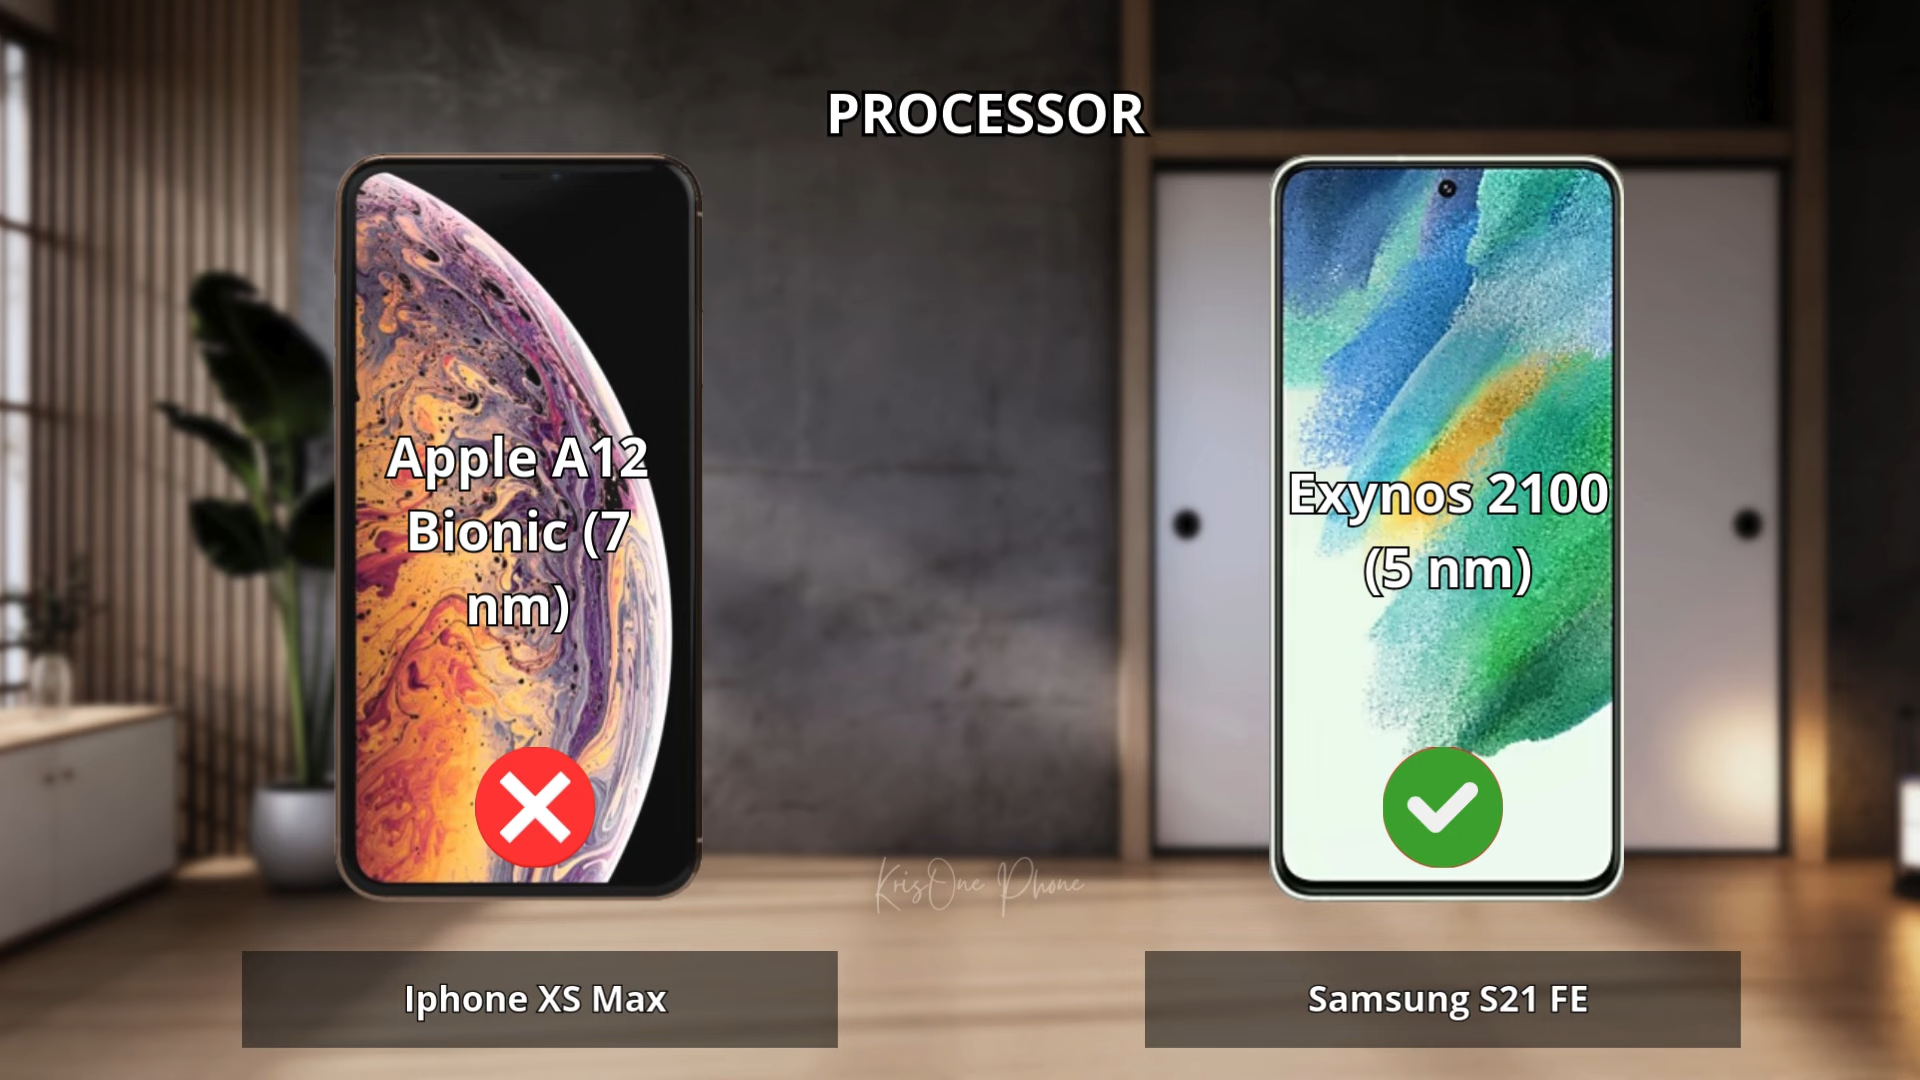 PROCESSOR
Apple A12
Bionic (7
nm)
Exynos 2100
(5 nm)
KrisOne Phone
Iphone XS Max
Samsung S21 FE